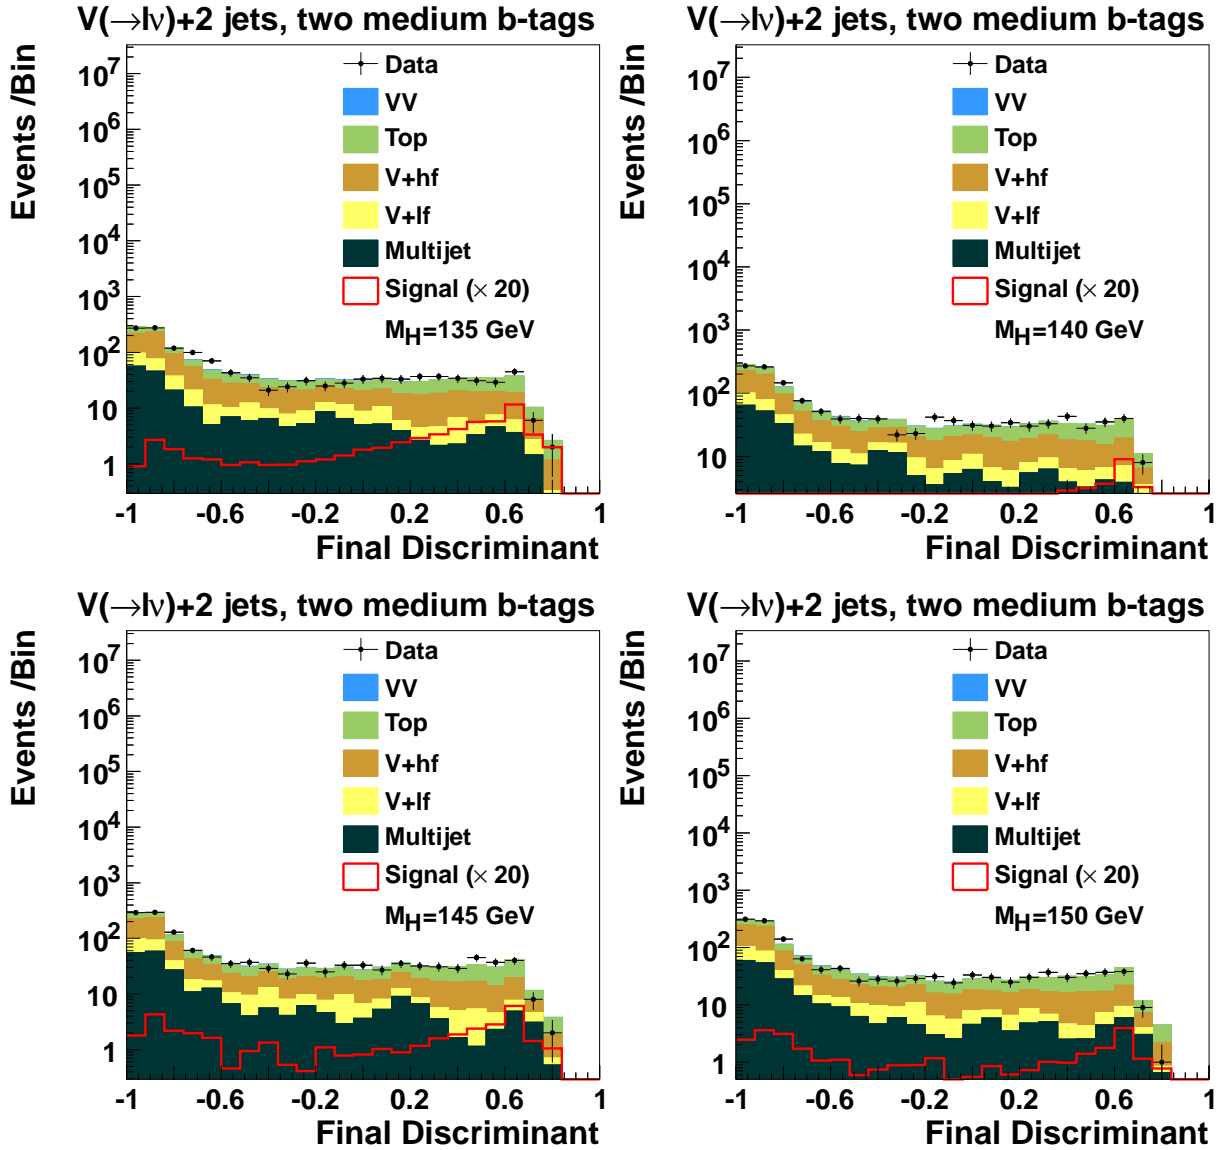 V(→lν)+2 jets, two medium b-tags
Events /Bin
10^7
10^6
10^5
10^4
10^3
10^2
10
1
Data
VV
Top
V+hf
V+lf
Multijet
Signal (× 20)
M_H=135 GeV
-1 -0.6 -0.2 0.2 0.6 1
Final Discriminant
V(→lν)+2 jets, two medium b-tags
Events /Bin
10^7
10^6
10^5
10^4
10^3
10^2
10
Data
VV
Top
V+hf
V+lf
Multijet
Signal (× 20)
M_H=140 GeV
-1 -0.6 -0.2 0.2 0.6 1
Final Discriminant
V(→lν)+2 jets, two medium b-tags
Events /Bin
10^7
10^6
10^5
10^4
10^3
10^2
10
1
Data
VV
Top
V+hf
V+lf
Multijet
Signal (× 20)
M_H=145 GeV
-1 -0.6 -0.2 0.2 0.6 1
Final Discriminant
V(→lν)+2 jets, two medium b-tags
Events /Bin
10^7
10^6
10^5
10^4
10^3
10^2
10
1
Data
VV
Top
V+hf
V+lf
Multijet
Signal (× 20)
M_H=150 GeV
-1 -0.6 -0.2 0.2 0.6 1
Final Discriminant